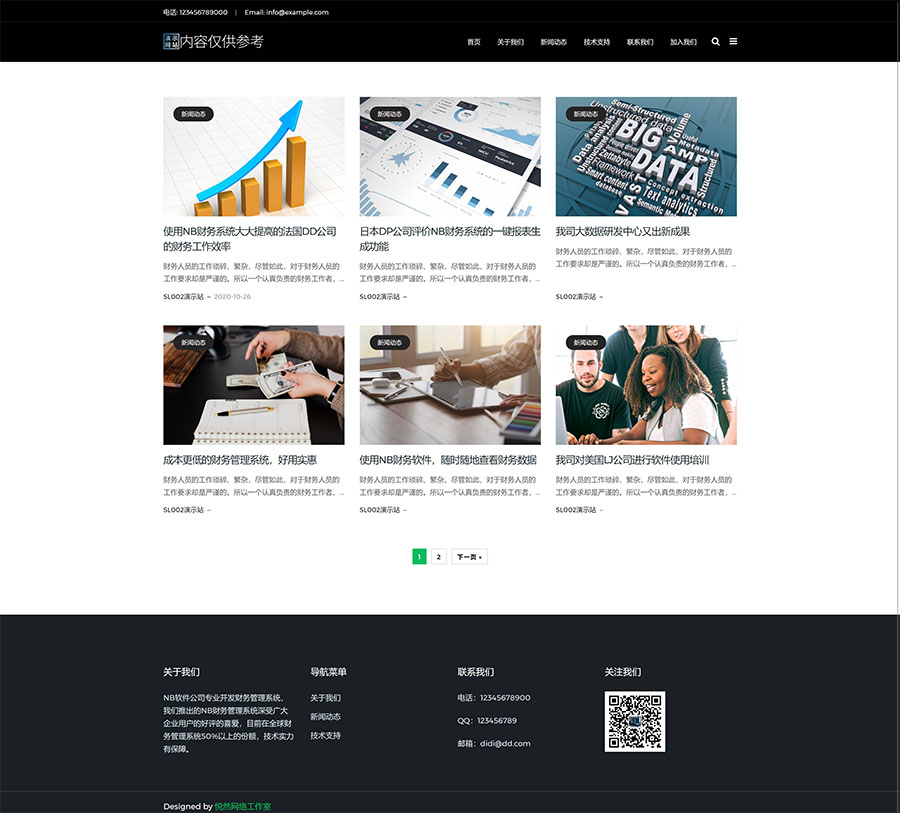 电话: 123456789000 | Email: info@example.com
演示网站 内容仅供参考
首页 关于我们 新闻动态 技术支持 联系我们 加入我们
新闻动态
新闻动态
新闻动态
Semi-Structured
Unstructured data
Volume
BIG DATA
AMP
Metadata
Data analysis
Zettabyte
Framework
Structured
Smart content
Concept extraction
database
Text analytics
VAST
Semantic
使用NB财务系统大大提高的法国DD公司
的财务工作效率
财务人员的工作琐碎、繁杂，尽管如此，对于财务人员的
工作要求却是严谨的。所以一个认真负责的财务工作者，...
SL002演示站 – 2020-10-26
日本DP公司评价NB财务系统的一键报表生
成功能
财务人员的工作琐碎、繁杂，尽管如此，对于财务人员的
工作要求却是严谨的。所以一个认真负责的财务工作者，...
SL002演示站 –
我司大数据研发中心又出新成果
财务人员的工作琐碎、繁杂，尽管如此，对于财务人员的
工作要求却是严谨的。所以一个认真负责的财务工作者，...
SL002演示站 –
新闻动态
新闻动态
新闻动态
成本更低的财务管理系统，好用实惠
财务人员的工作琐碎、繁杂，尽管如此，对于财务人员的
工作要求却是严谨的。所以一个认真负责的财务工作者，...
SL002演示站 –
使用NB财务软件，随时随地查看财务数据
财务人员的工作琐碎、繁杂，尽管如此，对于财务人员的
工作要求却是严谨的。所以一个认真负责的财务工作者，...
SL002演示站 –
我司对美国LJ公司进行软件使用培训
财务人员的工作琐碎、繁杂，尽管如此，对于财务人员的
工作要求却是严谨的。所以一个认真负责的财务工作者，...
SL002演示站 –
1 2 下一页 »
关于我们
NB软件公司专业开发财务管理系统，
我们推出的NB财务管理系统深受广大
企业用户的好评的喜爱，目前在全球财
务管理系统50%以上的份额，技术实力
有保障。
导航菜单
关于我们
新闻动态
技术支持
联系我们
电话：12345678900
QQ：123456789
邮箱：didi@dd.com
关注我们
Designed by 悦然网络工作室